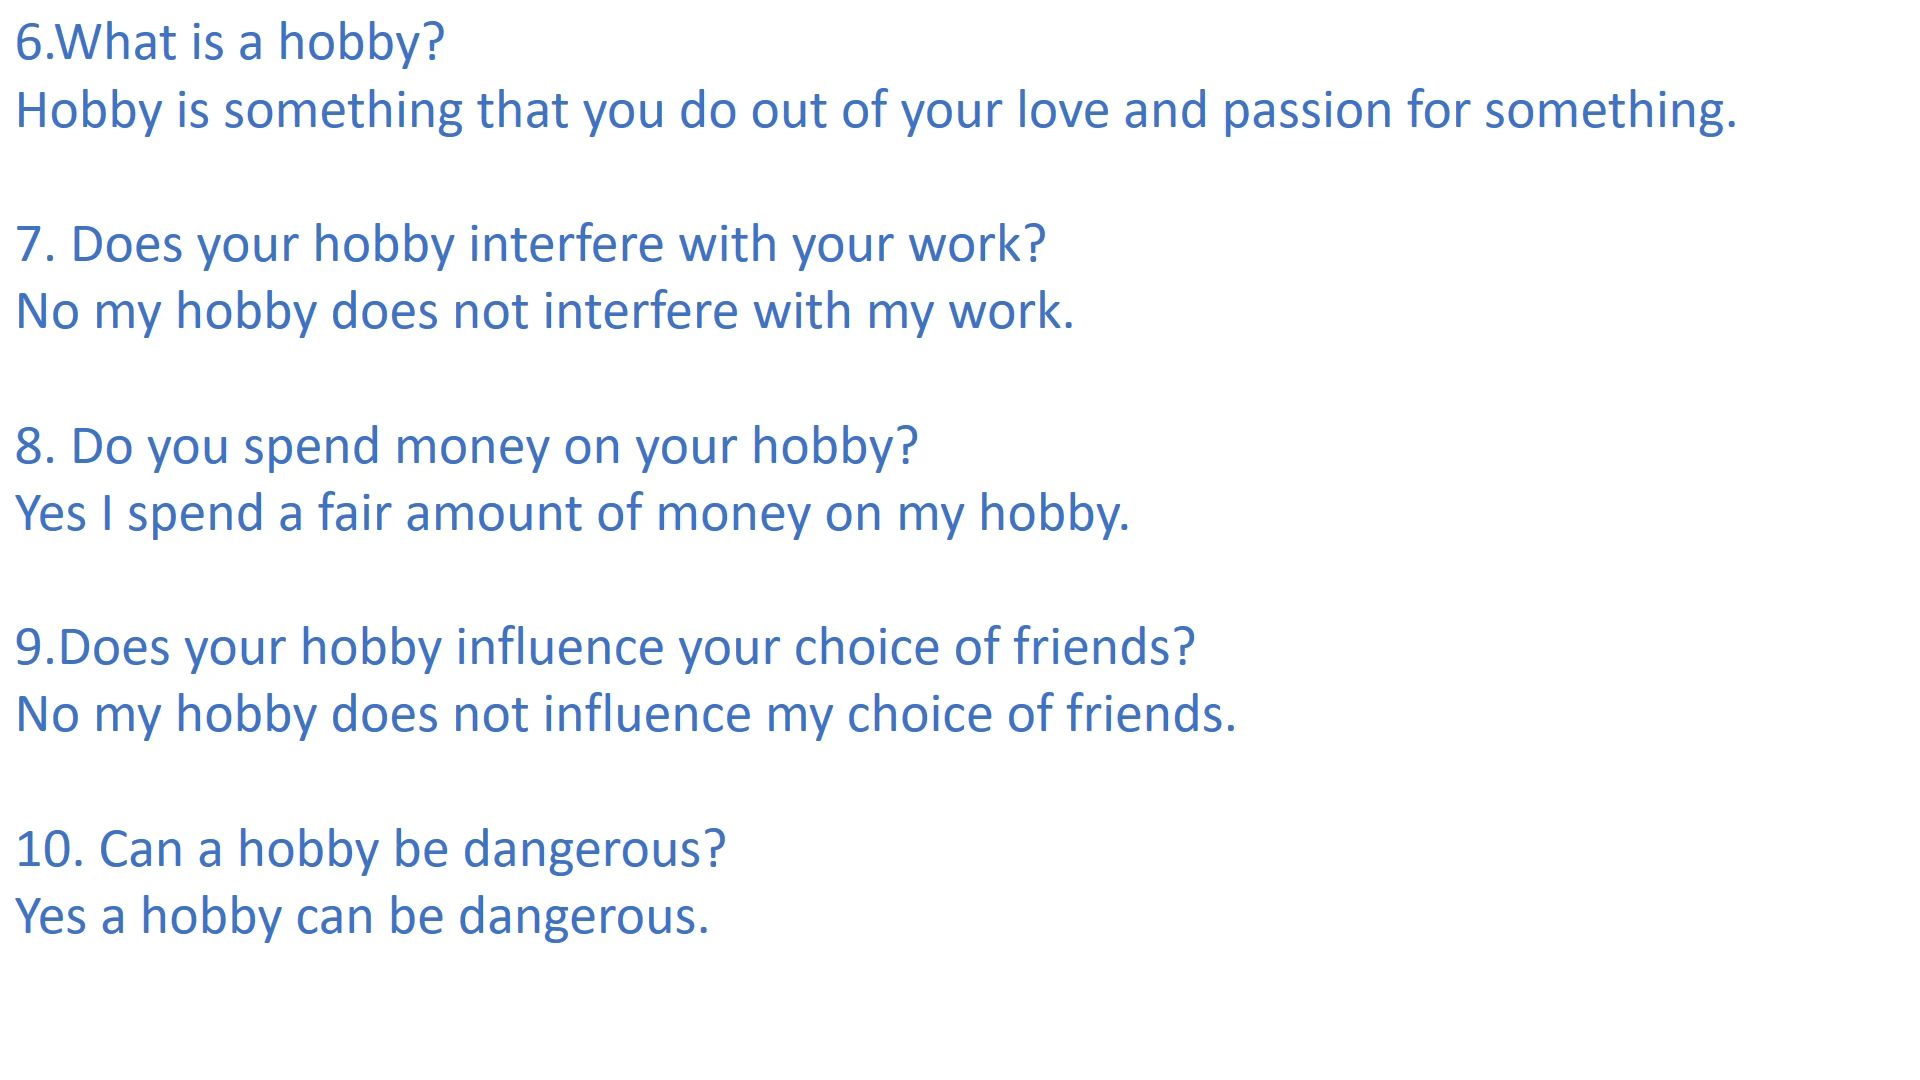 6.What is a hobby?
Hobby is something that you do out of your love and passion for something.
7. Does your hobby interfere with your work?
No my hobby does not interfere with my work.
8. Do you spend money on your hobby?
Yes I spend a fair amount of money on my hobby.
9.Does your hobby influence your choice of friends?
No my hobby does not influence my choice of friends.
10. Can a hobby be dangerous?
Yes a hobby can be dangerous.